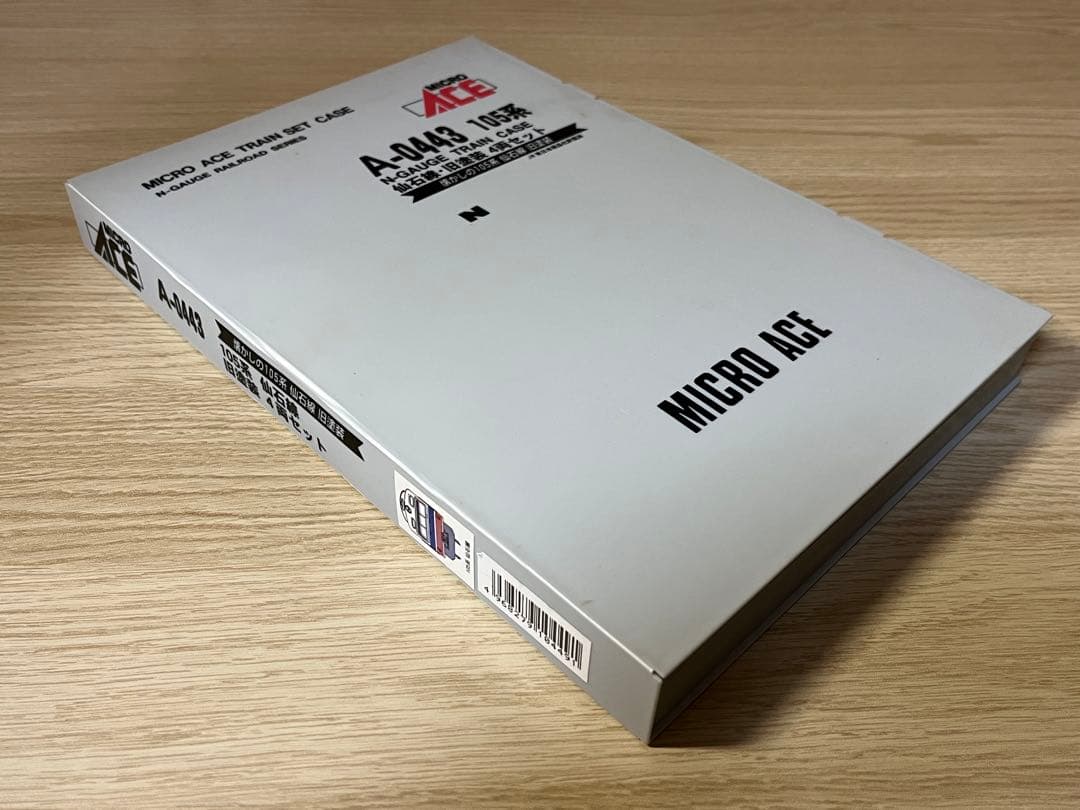 MICRO ACE TRAIN SET CASE
N-GAUGE RAILROAD SERIES
MICRO
ACE
A-0443 105系
N-GAUGE TRAIN CASE
仙石線・旧塗装 4両セット
懐かしの105系 仙石線 旧塗装
N
MICRO ACE
MICRO
ACE
A-0443
懐かしの105系 仙石線 旧塗装
105系 仙石線
旧塗装 4両セット